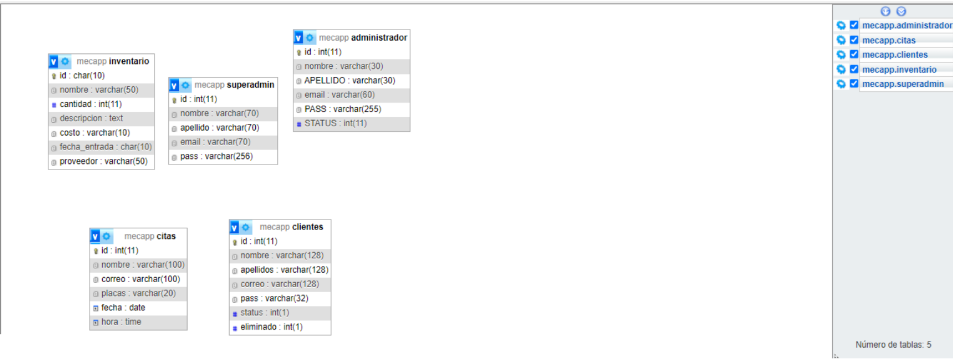 mecapp inventario
id : char(10)
nombre : varchar(50)
cantidad : int(11)
descripcion : text
costo : varchar(10)
fecha_entrada : char(10)
proveedor : varchar(50)
mecapp superadmin
id : int(11)
nombre : varchar(70)
apellido : varchar(70)
email : varchar(70)
pass : varchar(256)
mecapp administrador
id : int(11)
nombre : varchar(30)
APELLIDO : varchar(30)
email : varchar(60)
PASS : varchar(255)
STATUS : int(11)
mecapp citas
id : int(11)
nombre : varchar(100)
correo : varchar(100)
placas : varchar(20)
fecha : date
hora : time
mecapp clientes
id : int(11)
nombre : varchar(128)
apellidos : varchar(128)
correo : varchar(128)
pass : varchar(32)
status : int(1)
eliminado : int(1)
mecapp.administrador
mecapp.citas
mecapp.clientes
mecapp.inventario
mecapp.superadmin
Número de tablas: 5